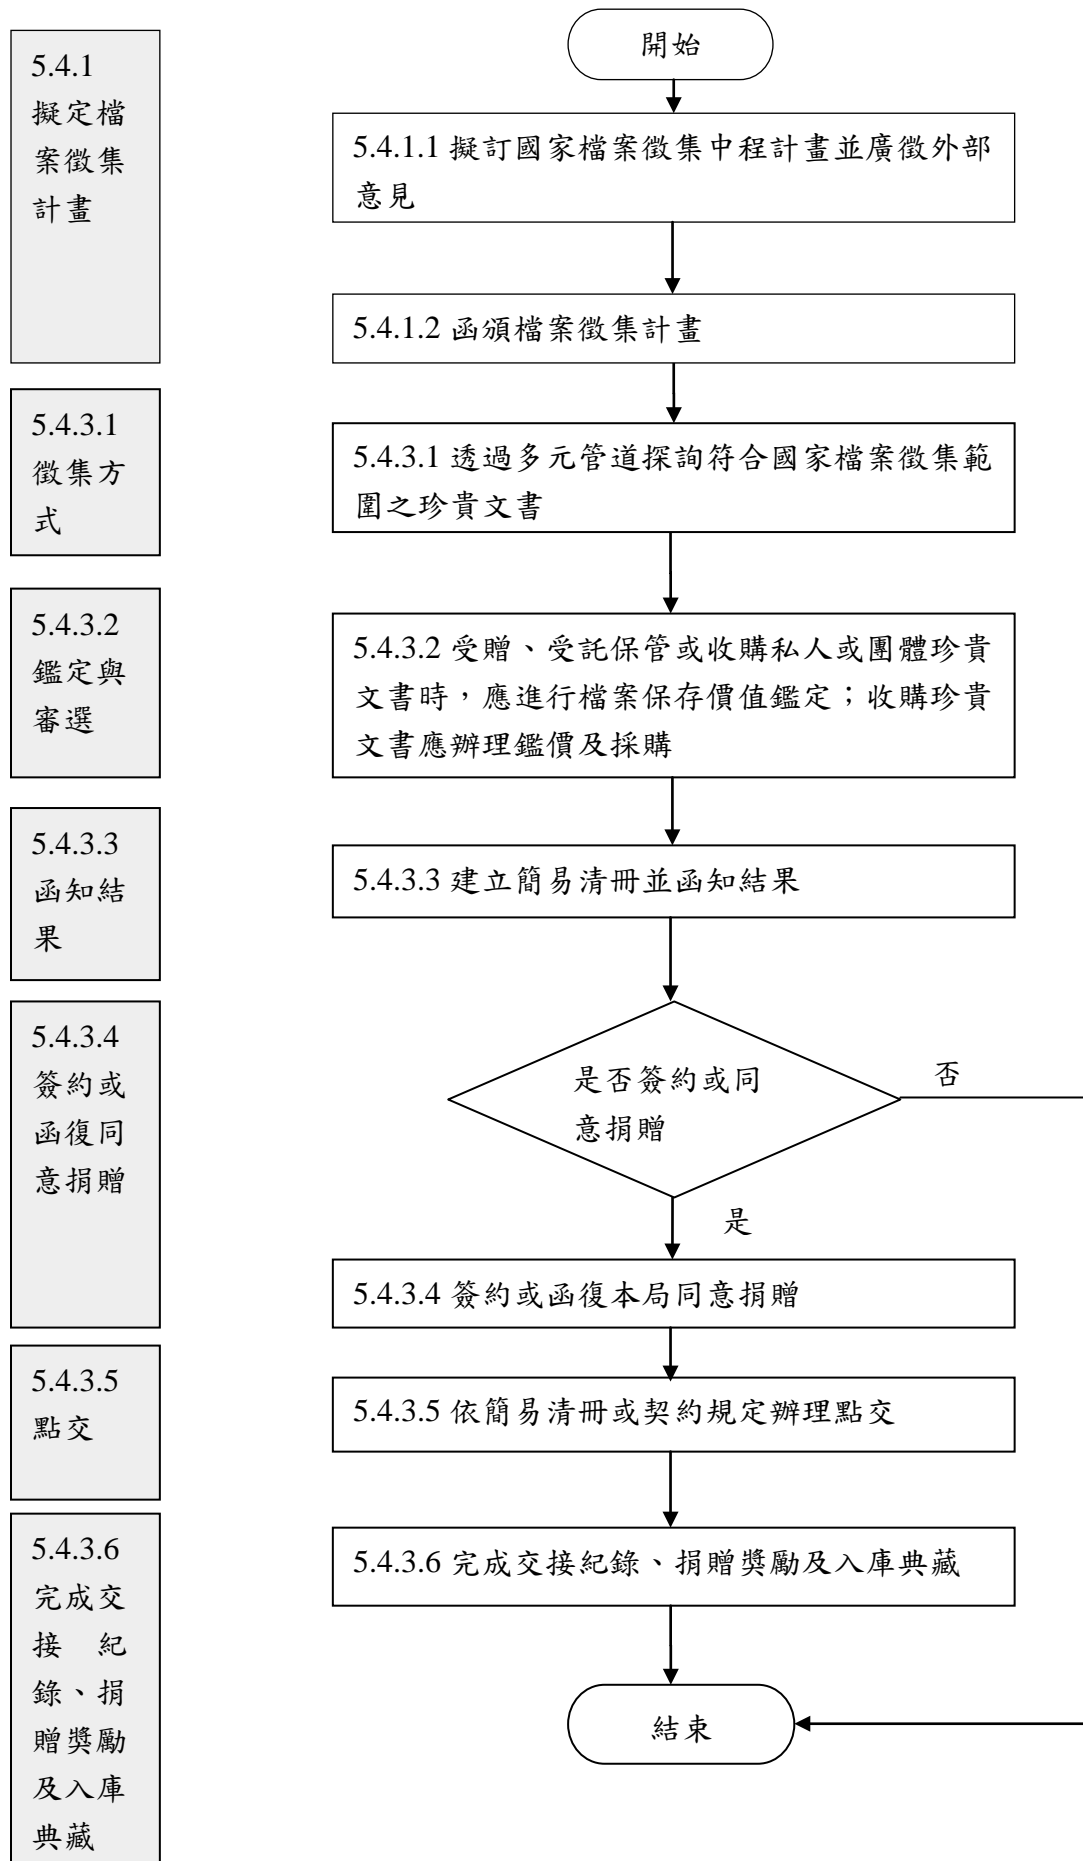 開始
5.4.1
擬定檔
案徵集
計畫
5.4.1.1 擬訂國家檔案徵集中程計畫並廣徵外部
意見
5.4.1.2 函頒檔案徵集計畫
5.4.3.1
徵集方
式
5.4.3.1 透過多元管道探詢符合國家檔案徵集範
圍之珍貴文書
5.4.3.2
鑑定與
審選
5.4.3.2 受贈、受託保管或收購私人或團體珍貴
文書時，應進行檔案保存價值鑑定；收購珍貴
文書應辦理鑑價及採購
5.4.3.3
函知結
果
5.4.3.3 建立簡易清冊並函知結果
5.4.3.4
簽約或
函復同
意捐贈
是否簽約或同
意捐贈
否
是
5.4.3.4 簽約或函復本局同意捐贈
5.4.3.5
點交
5.4.3.5 依簡易清冊或契約規定辦理點交
5.4.3.6
完成交
接 紀
錄、捐
贈獎勵
及入庫
典藏
5.4.3.6 完成交接紀錄、捐贈獎勵及入庫典藏
結束